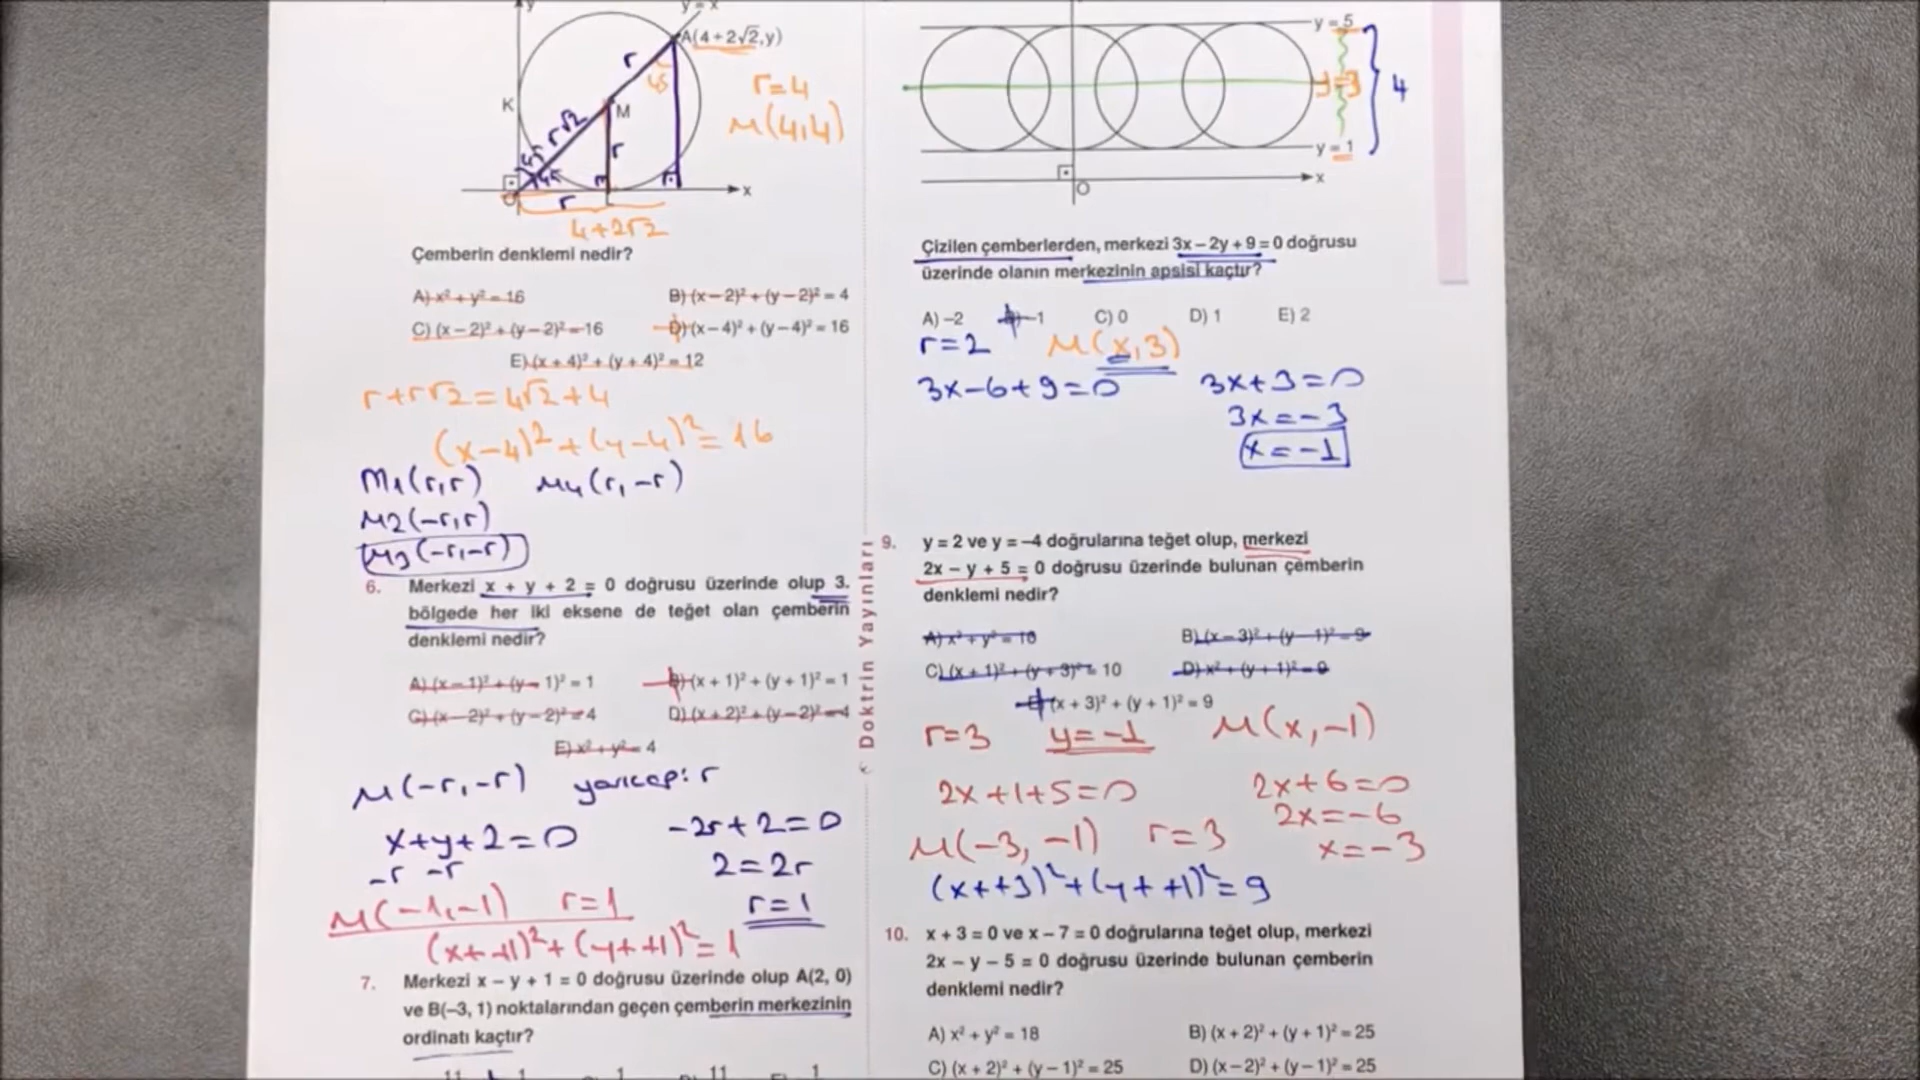 y
y = x
A(4 + 2√2, y)
r
45
r = 4
M(4,4)
K
M
r√2
r
45
45
O
r
x
4+2√2
Çemberin denklemi nedir?
A) x² + y² = 16
B) (x – 2)² + (y – 2)² = 4
C) (x – 2)² + (y – 2)² = 16
D) (x – 4)² + (y – 4)² = 16
E) (x + 4)² + (y + 4)² = 12
r+r√2=4√2+4
(x–4)²+(y–4)²=16
M1(r,r) M4(r,–r)
M2(–r,r)
M3(–r,–r)
6. Merkezi x + y + 2 = 0 doğrusu üzerinde olup 3.
bölgede her iki eksene de teğet olan çemberin
denklemi nedir?
A) (x – 1)² + (y – 1)² = 1
B) (x + 1)² + (y + 1)² = 1
C) (x – 2)² + (y – 2)² = 4
D) (x + 2)² + (y – 2)² = 4
E) x² + y² = 4
M(–r,–r) yarıçap: r
x+y+2=0 –2r+2=0
–r –r 2=2r
M(–1,–1) r=1 r=1
(x++1)²+(y++1)²=1
7. Merkezi x – y + 1 = 0 doğrusu üzerinde olup A(2, 0)
ve B(–3, 1) noktalarından geçen çemberin merkezinin
ordinatı kaçtır?
11 1 1 11 1
y = 5
y=3
4
y = 1
x
O
Çizilen çemberlerden, merkezi 3x – 2y + 9 = 0 doğrusu
üzerinde olanın merkezinin apsisi kaçtır?
A) –2 B) –1 C) 0 D) 1 E) 2
r=2 M(x,3)
3x–6+9=0 3x+3=0
3x=–3
x=–1
Doktrin Yayınları
9. y = 2 ve y = –4 doğrularına teğet olup, merkezi
2x – y + 5 = 0 doğrusu üzerinde bulunan çemberin
denklemi nedir?
A) x² + y² = 10
B) (x – 3)² + (y – 1)² = 9
C) (x + 1)² + (y + 3)² = 10
D) x² + (y + 1)² = 9
E) (x + 3)² + (y + 1)² = 9
r=3 y=–1 M(x,–1)
2x+1+5=0 2x+6=0
2x=–6
M(–3,–1) r=3 x=–3
(x++3)²+(y++1)²=9
10. x + 3 = 0 ve x – 7 = 0 doğrularına teğet olup, merkezi
2x – y – 5 = 0 doğrusu üzerinde bulunan çemberin
denklemi nedir?
A) x² + y² = 18
B) (x + 2)² + (y + 1)² = 25
C) (x + 2)² + (y – 1)² = 25
D) (x – 2)² + (y – 1)² = 25